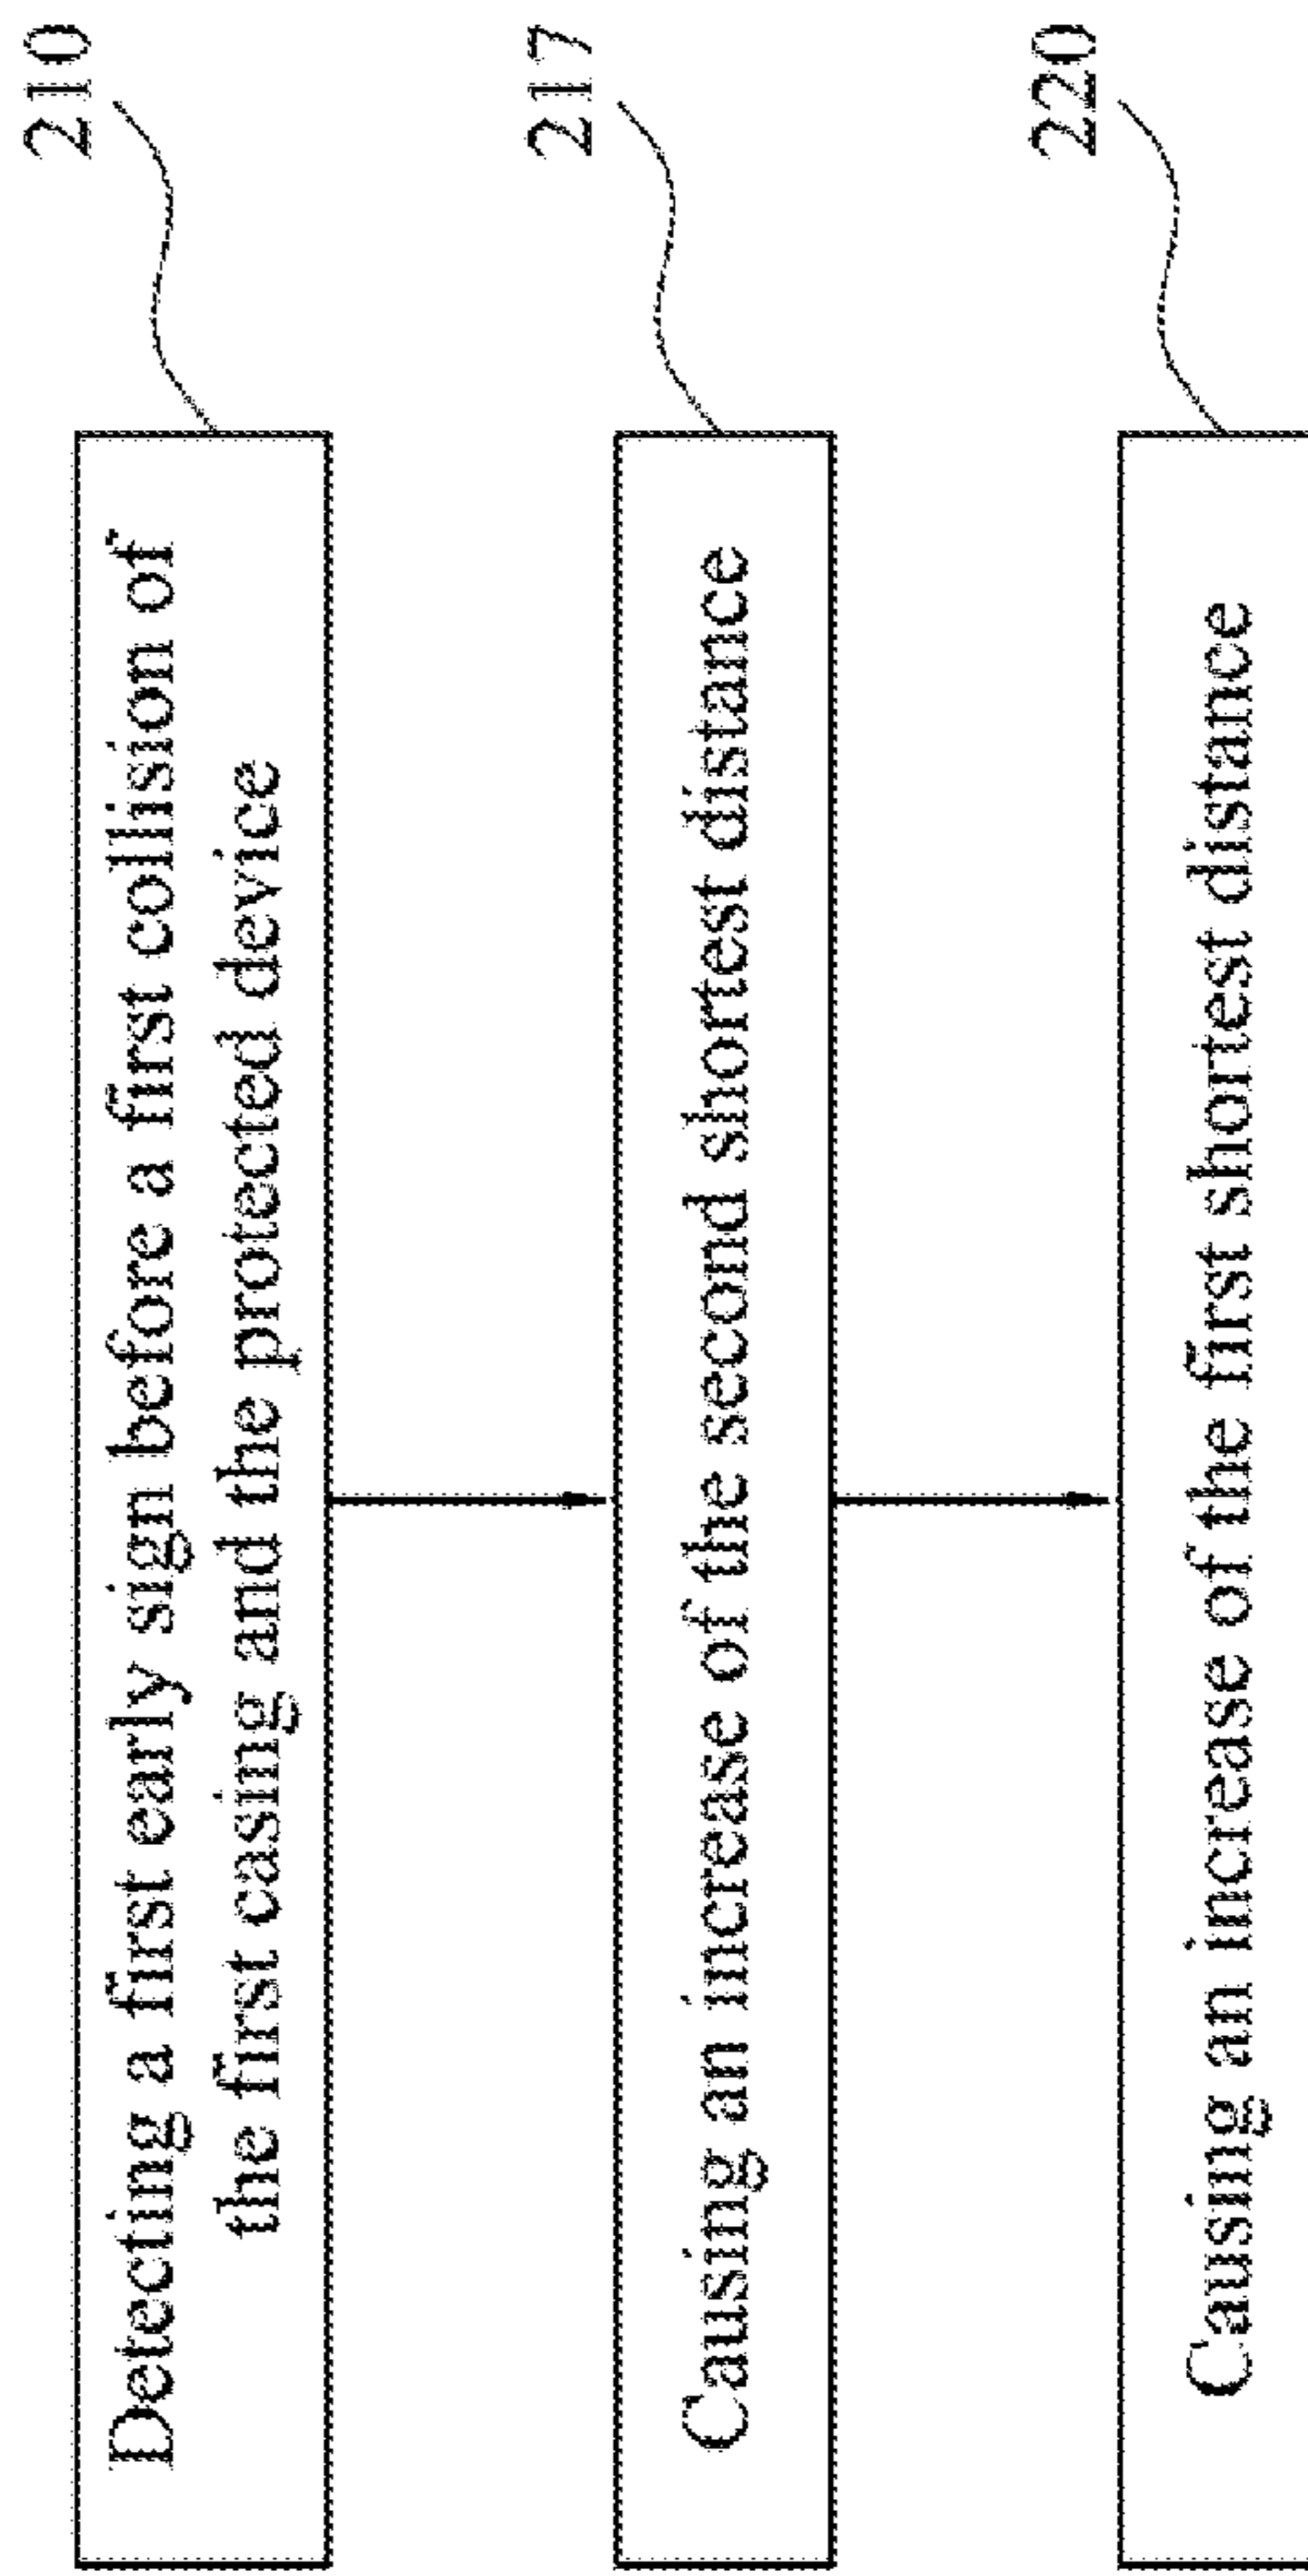 210
Detecting a first early sign before a first collision of
the first casing and the protected device
217
Causing an increase of the second shortest distance
220
Causing an increase of the first shortest distance